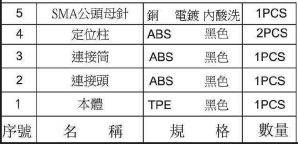 5 SMA公頭母針 銅 電鍍 內酸洗 1PCS
4 定位柱 ABS 黑色 2PCS
3 連接筒 ABS 黑色 1PCS
2 連接頭 ABS 黑色 1PCS
1 本體 TPE 黑色 1PCS
序號 名 稱 規 格 數量